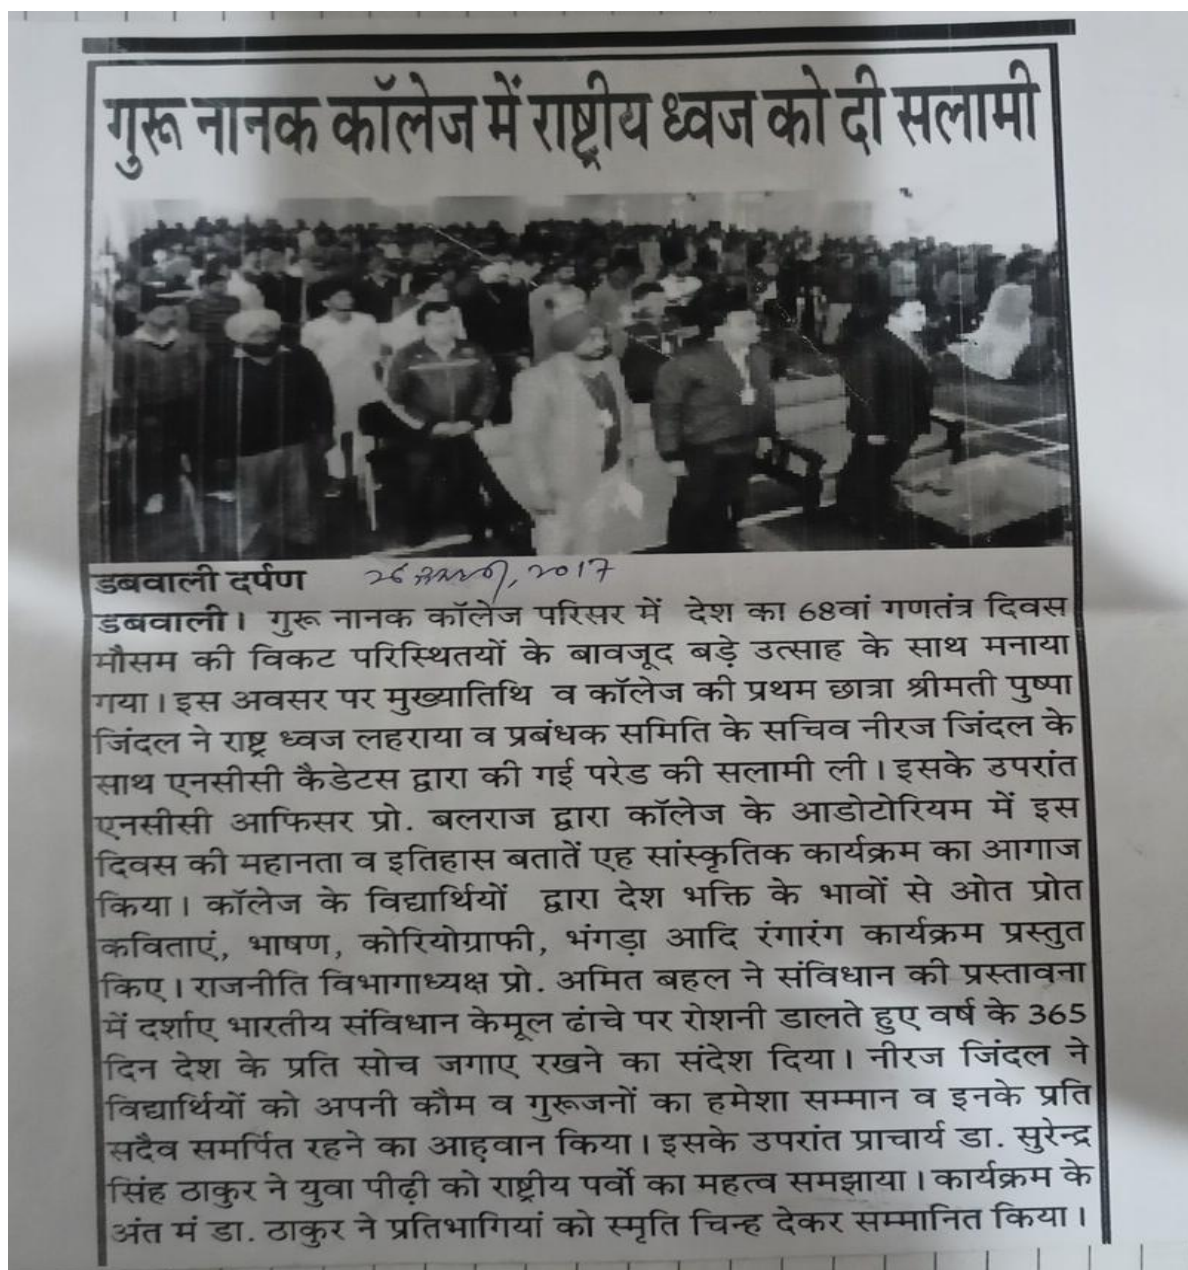 गुरू नानक कॉलेज में राष्ट्रीय ध्वज को दी सलामी
डबवाली दर्पण 26 जनवरी, 2017
डबवाली। गुरू नानक कॉलेज परिसर में देश का 68वां गणतंत्र दिवस
मौसम की विकट परिस्थितयों के बावजूद बड़े उत्साह के साथ मनाया
गया। इस अवसर पर मुख्यातिथि व कॉलेज की प्रथम छात्रा श्रीमती पुष्पा
जिंदल ने राष्ट्र ध्वज लहराया व प्रबंधक समिति के सचिव नीरज जिंदल के
साथ एनसीसी कैडेटस द्वारा की गई परेड की सलामी ली। इसके उपरांत
एनसीसी आफिसर प्रो. बलराज द्वारा कॉलेज के आडोटोरियम में इस
दिवस की महानता व इतिहास बतातें एह सांस्कृतिक कार्यक्रम का आगाज
किया। कॉलेज के विद्यार्थियों द्वारा देश भक्ति के भावों से ओत प्रोत
कविताएं, भाषण, कोरियोग्राफी, भंगड़ा आदि रंगारंग कार्यक्रम प्रस्तुत
किए। राजनीति विभागाध्यक्ष प्रो. अमित बहल ने संविधान की प्रस्तावना
में दर्शाए भारतीय संविधान केमूल ढांचे पर रोशनी डालते हुए वर्ष के 365
दिन देश के प्रति सोच जगाए रखने का संदेश दिया। नीरज जिंदल ने
विद्यार्थियों को अपनी कौम व गुरूजनों का हमेशा सम्मान व इनके प्रति
सदैव समर्पित रहने का आह्वान किया। इसके उपरांत प्राचार्य डा. सुरेन्द्र
सिंह ठाकुर ने युवा पीढ़ी को राष्ट्रीय पर्वो का महत्व समझाया। कार्यक्रम के
अंत मं डा. ठाकुर ने प्रतिभागियां को स्मृति चिन्ह देकर सम्मानित किया।